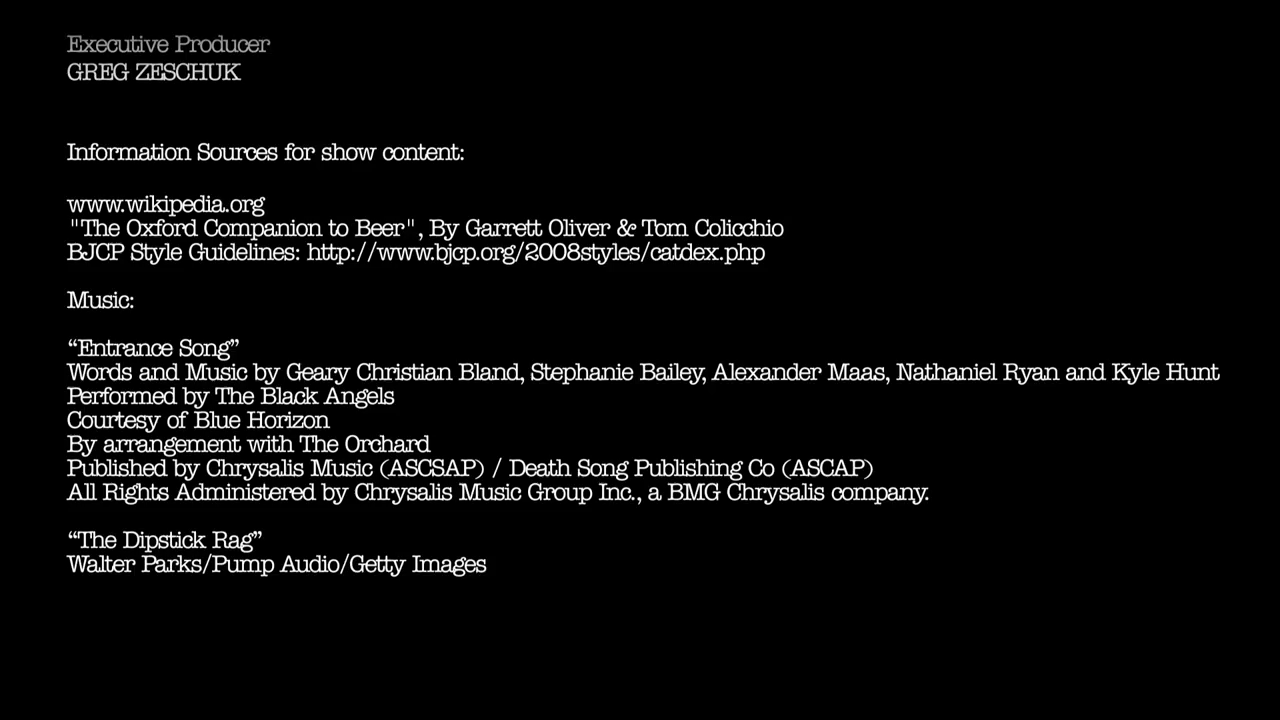 Executive Producer
GREG ZESCHUK
Information Sources for show content:
www.wikipedia.org
"The Oxford Companion to Beer", By Garrett Oliver & Tom Colicchio
BJCP Style Guidelines: http://www.bjcp.org/2008styles/catdex.php
Music:
“Entrance Song”
Words and Music by Geary Christian Bland, Stephanie Bailey, Alexander Maas, Nathaniel Ryan and Kyle Hunt
Performed by The Black Angels
Courtesy of Blue Horizon
By arrangement with The Orchard
Published by Chrysalis Music (ASCSAP) / Death Song Publishing Co (ASCAP)
All Rights Administered by Chrysalis Music Group Inc., a BMG Chrysalis company.
“The Dipstick Rag”
Walter Parks/Pump Audio/Getty Images